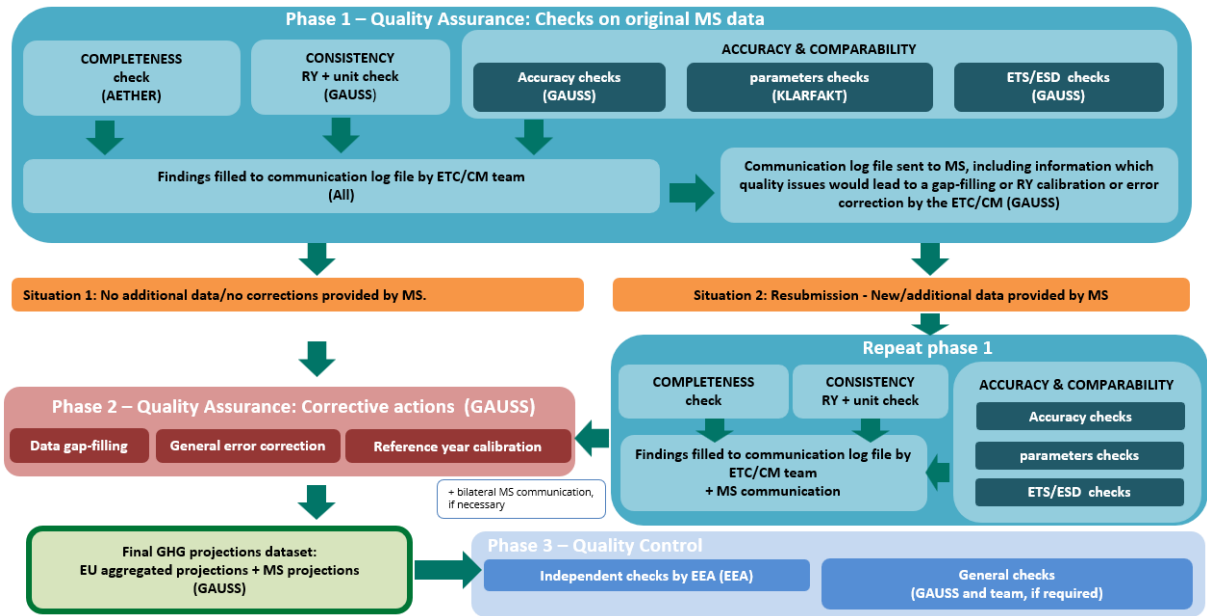 Phase 1 – Quality Assurance: Checks on original MS data
COMPLETENESS
check
(AETHER)
CONSISTENCY
RY + unit check
(GAUSS)
ACCURACY & COMPARABILITY
Accuracy checks
(GAUSS)
parameters checks
(KLARFAKT)
ETS/ESD checks
(GAUSS)
Findings filled to communication log file by ETC/CM team
(All)
Communication log file sent to MS, including information which
quality issues would lead to a gap-filling or RY calibration or error
correction by the ETC/CM (GAUSS)
Situation 1: No additional data/no corrections provided by MS.
Situation 2: Resubmission - New/additional data provided by MS
Repeat phase 1
COMPLETENESS
check
CONSISTENCY
RY + unit check
ACCURACY & COMPARABILITY
Accuracy checks
parameters checks
ETS/ESD checks
Findings filled to communication log file by
ETC/CM team
+ MS communication
Phase 2 – Quality Assurance: Corrective actions (GAUSS)
Data gap-filling
General error correction
Reference year calibration
+ bilateral MS communication,
if necessary
Final GHG projections dataset:
EU aggregated projections + MS projections
(GAUSS)
Phase 3 – Quality Control
Independent checks by EEA (EEA)
General checks
(GAUSS and team, if required)